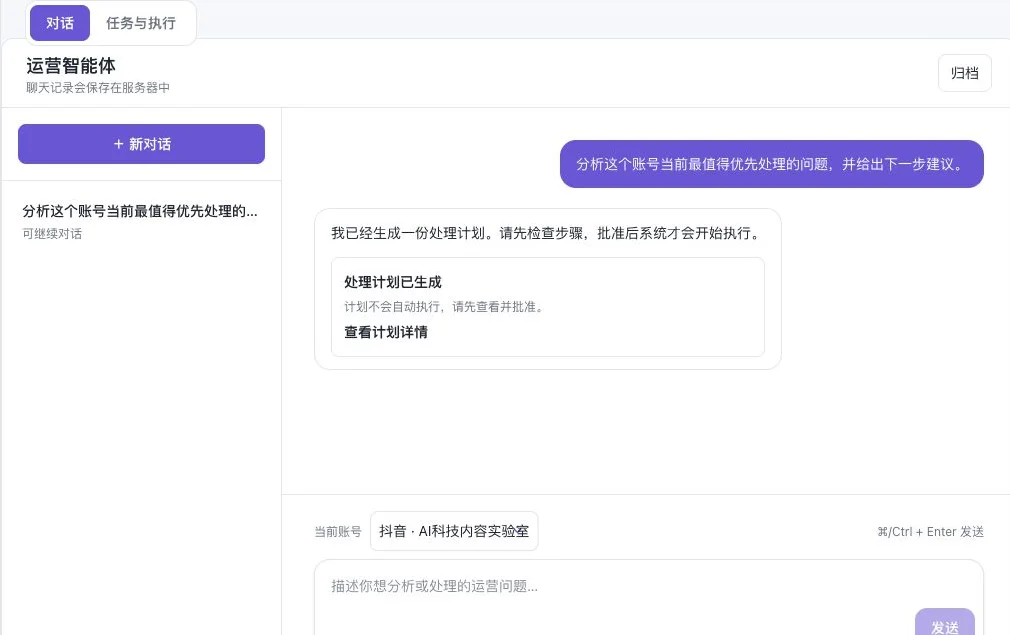 对话
任务与执行
运营智能体
聊天记录会保存在服务器中
归档
+ 新对话
分析这个账号当前最值得优先处理的...
可继续对话
分析这个账号当前最值得优先处理的问题，并给出下一步建议。
我已经生成一份处理计划。请先检查步骤，批准后系统才会开始执行。
处理计划已生成
计划不会自动执行，请先查看并批准。
查看计划详情
当前账号
抖音 · AI科技内容实验室
⌘/Ctrl + Enter 发送
描述你想分析或处理的运营问题...
发送